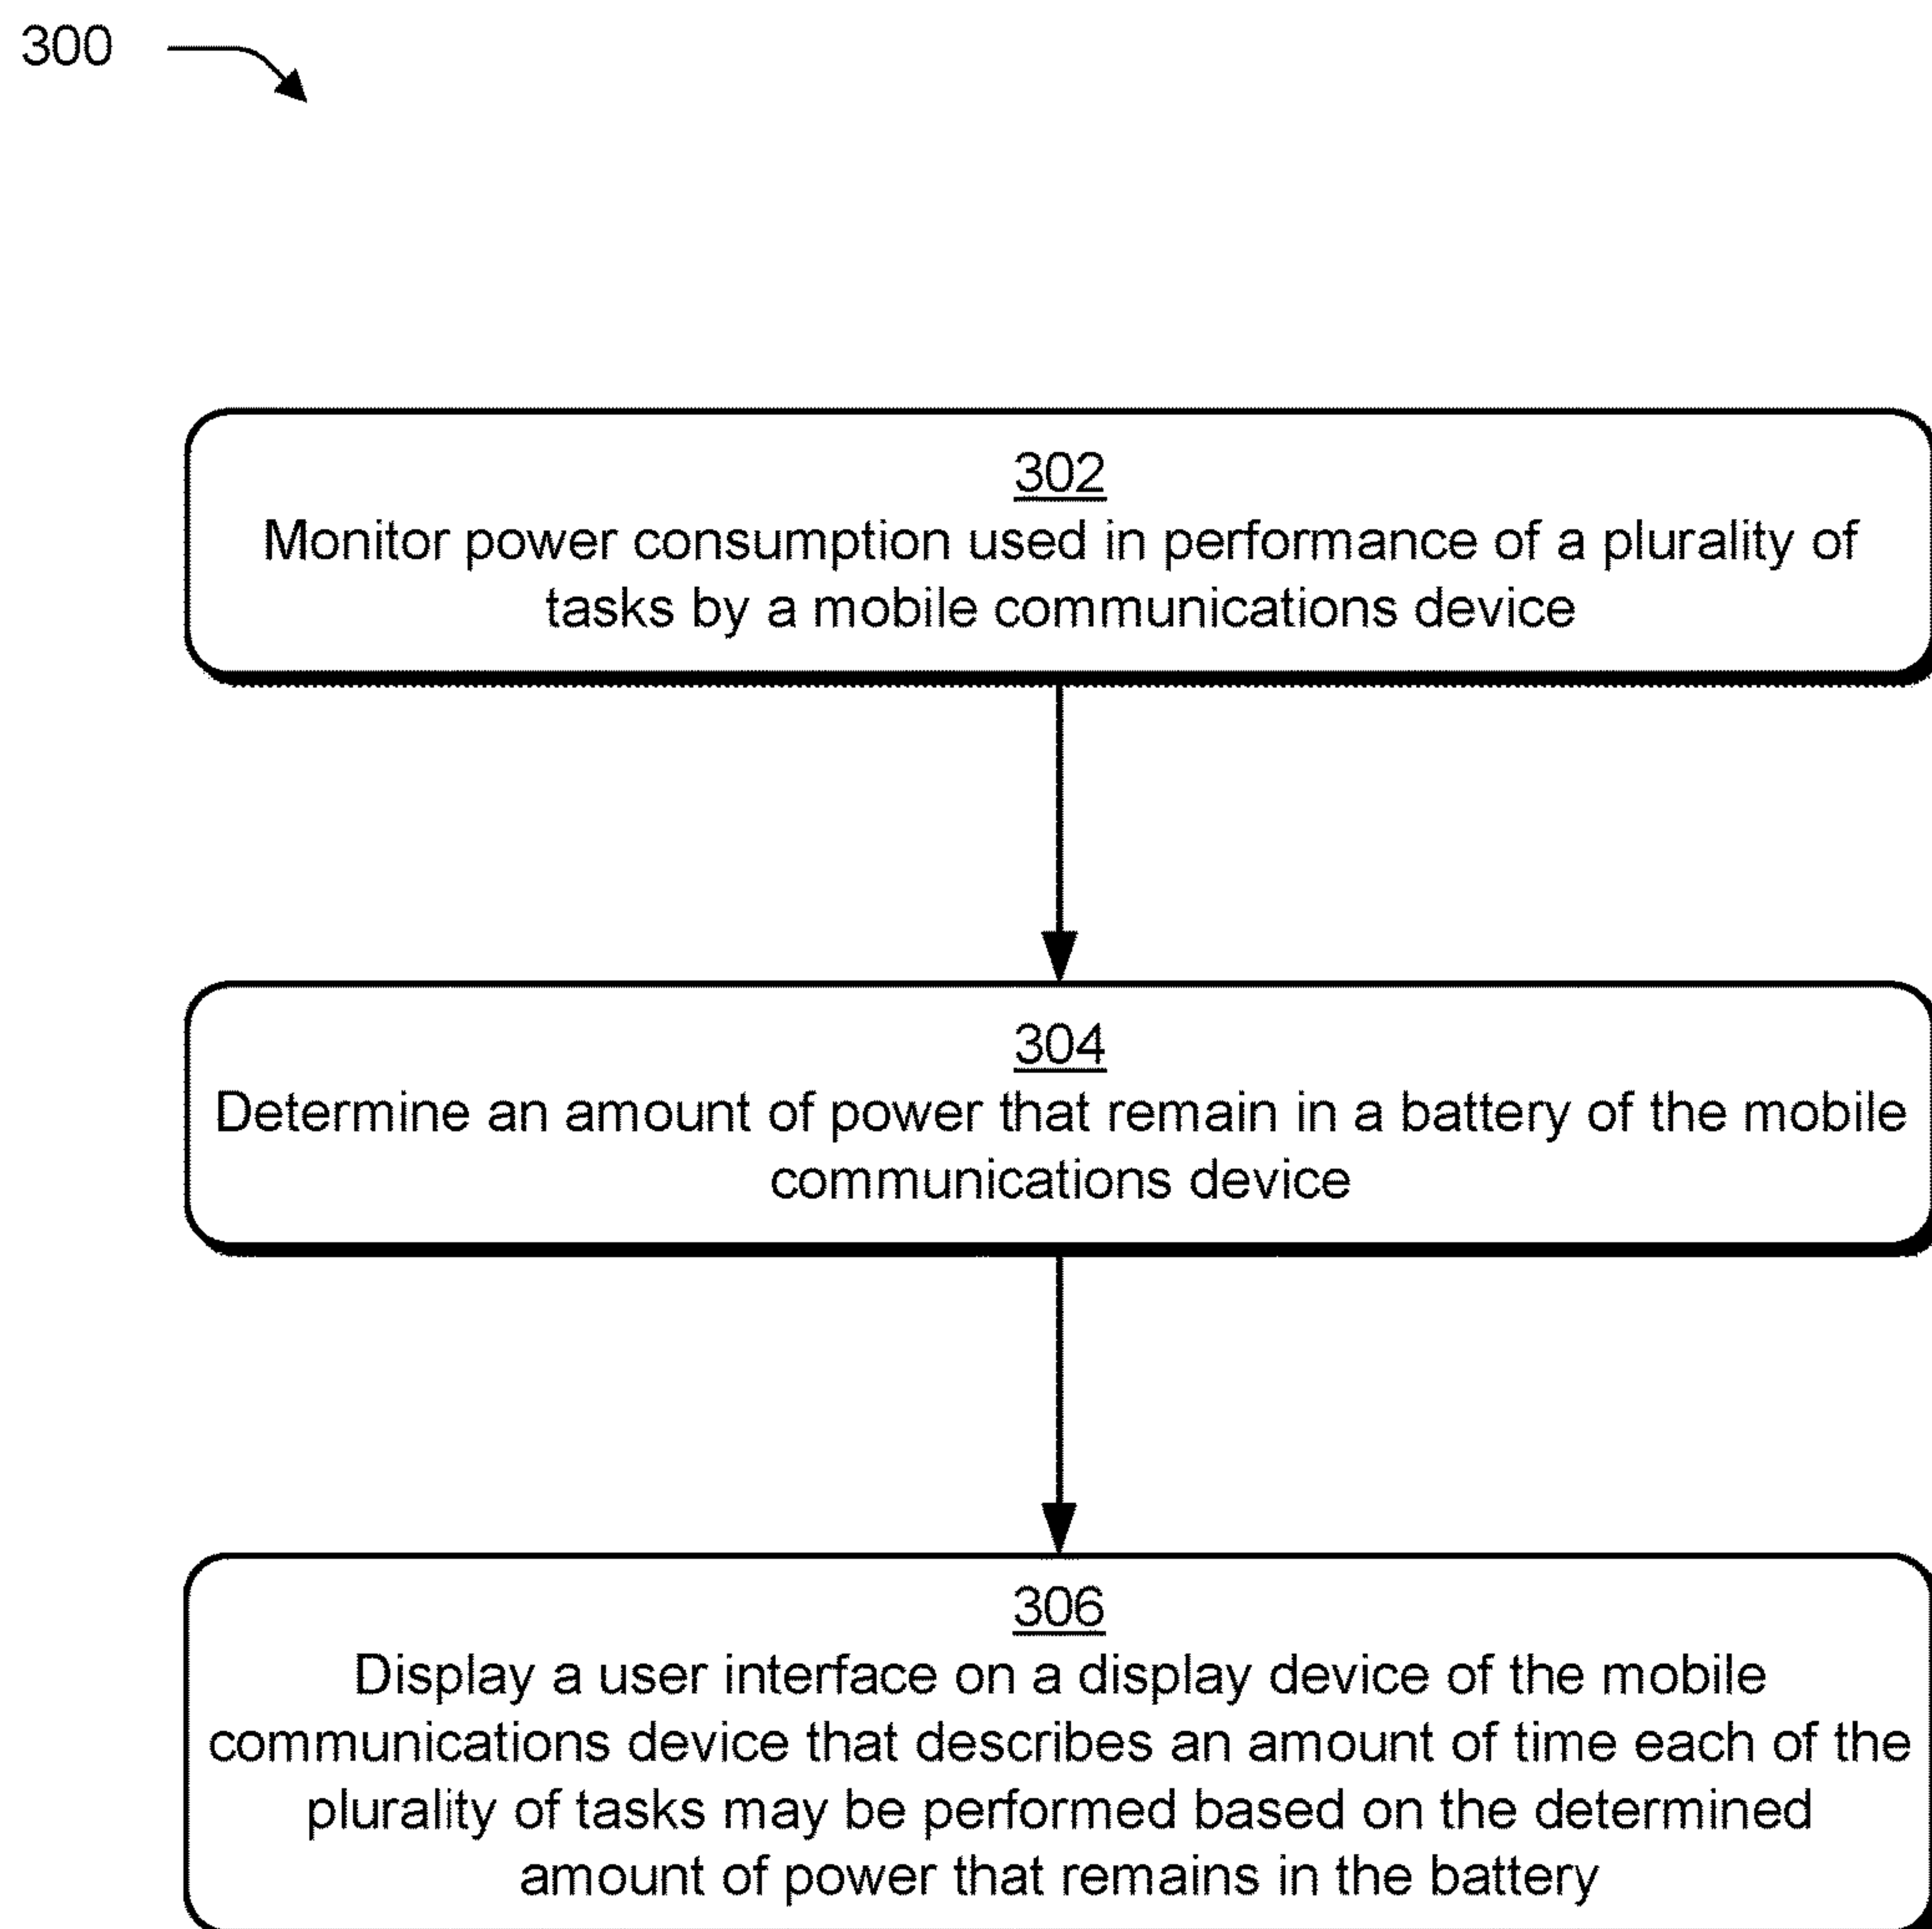 300
302
Monitor power consumption used in performance of a plurality of
tasks by a mobile communications device
304
Determine an amount of power that remain in a battery of the mobile
communications device
306
Display a user interface on a display device of the mobile
communications device that describes an amount of time each of the
plurality of tasks may be performed based on the determined
amount of power that remains in the battery